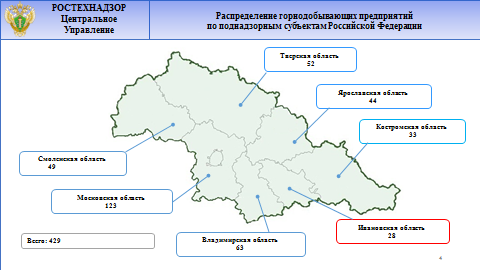 РОСТЕХНАДЗОР
Центральное
Управление
Распределение горнодобывающих предприятий
по поднадзорным субъектам Российской Федерации
Тверская область
52
Ярославская область
44
Костромская область
33
Смоленская область
49
Московская область
123
Ивановская область
28
Владимирская область
63
Всего: 429
4